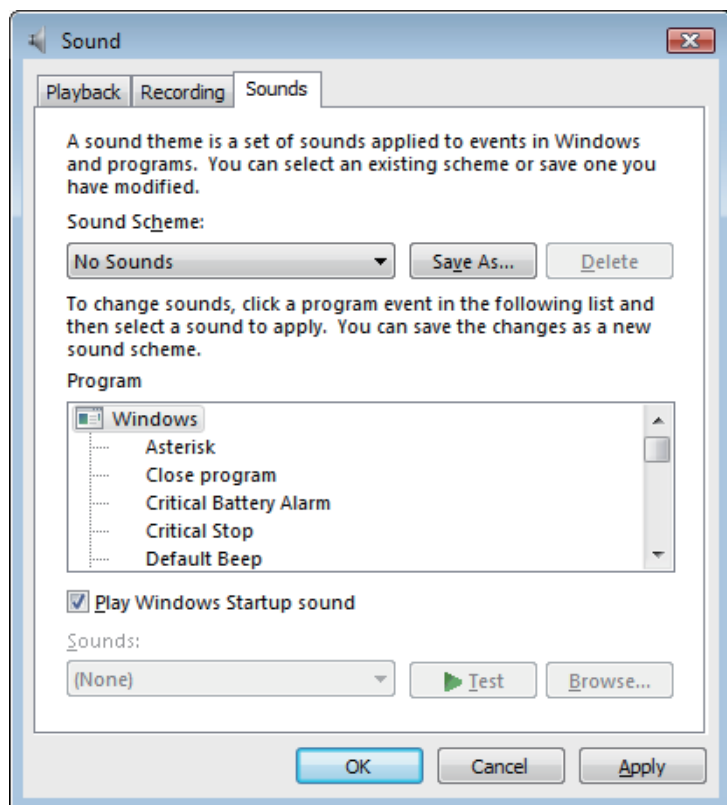 Sound
Playback Recording Sounds
A sound theme is a set of sounds applied to events in Windows
and programs. You can select an existing scheme or save one you
have modified.
Sound Scheme:
No Sounds Save As... Delete
To change sounds, click a program event in the following list and
then select a sound to apply. You can save the changes as a new
sound scheme.
Program
Windows
Asterisk
Close program
Critical Battery Alarm
Critical Stop
Default Beep
Play Windows Startup sound
Sounds:
(None) Test Browse...
OK Cancel Apply